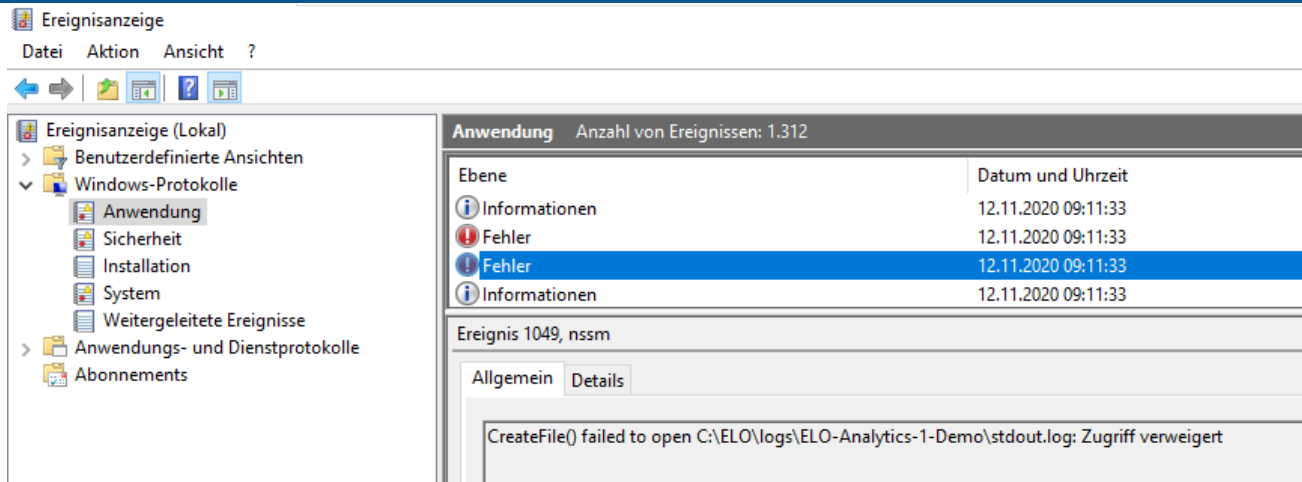 Ereignisanzeige
Datei Aktion Ansicht ?
Ereignisanzeige (Lokal)
Benutzerdefinierte Ansichten
Windows-Protokolle
Anwendung
Sicherheit
Installation
System
Weitergeleitete Ereignisse
Anwendungs- und Dienstprotokolle
Abonnements
Anwendung Anzahl von Ereignissen: 1.312
Ebene Datum und Uhrzeit
Informationen 12.11.2020 09:11:33
Fehler 12.11.2020 09:11:33
Fehler 12.11.2020 09:11:33
Informationen 12.11.2020 09:11:33
Ereignis 1049, nssm
Allgemein Details
CreateFile() failed to open C:\ELO\logs\ELO-Analytics-1-Demo\stdout.log: Zugriff verweigert